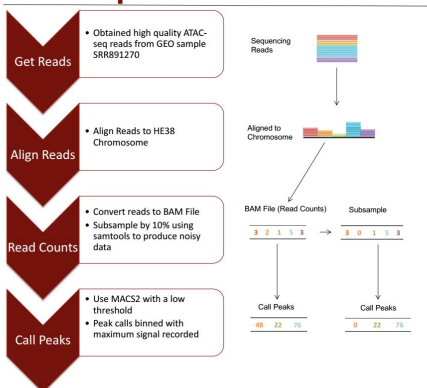 Get Reads
• Obtained high quality ATAC-
seq reads from GEO sample
SRR891270
Align Reads
• Align Reads to HE38
Chromosome
Read Counts
• Convert reads to BAM File
• Subsample by 10% using
samtools to produce noisy
data
Call Peaks
• Use MACS2 with a low
threshold
• Peak calls binned with
maximum signal recorded
Sequencing
Reads
Aligned to
Chromosome
BAM File (Read Counts)
Subsample
3 2 1 5 3
3 0 1 5 3
Call Peaks
Call Peaks
48 22 76
0 22 76